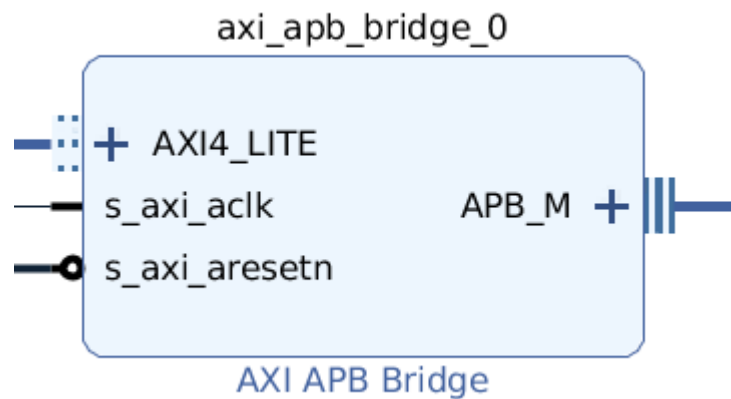 axi_apb_bridge_0
AXI4_LITE
s_axi_aclk
APB_M
s_axi_aresetn
AXI APB Bridge